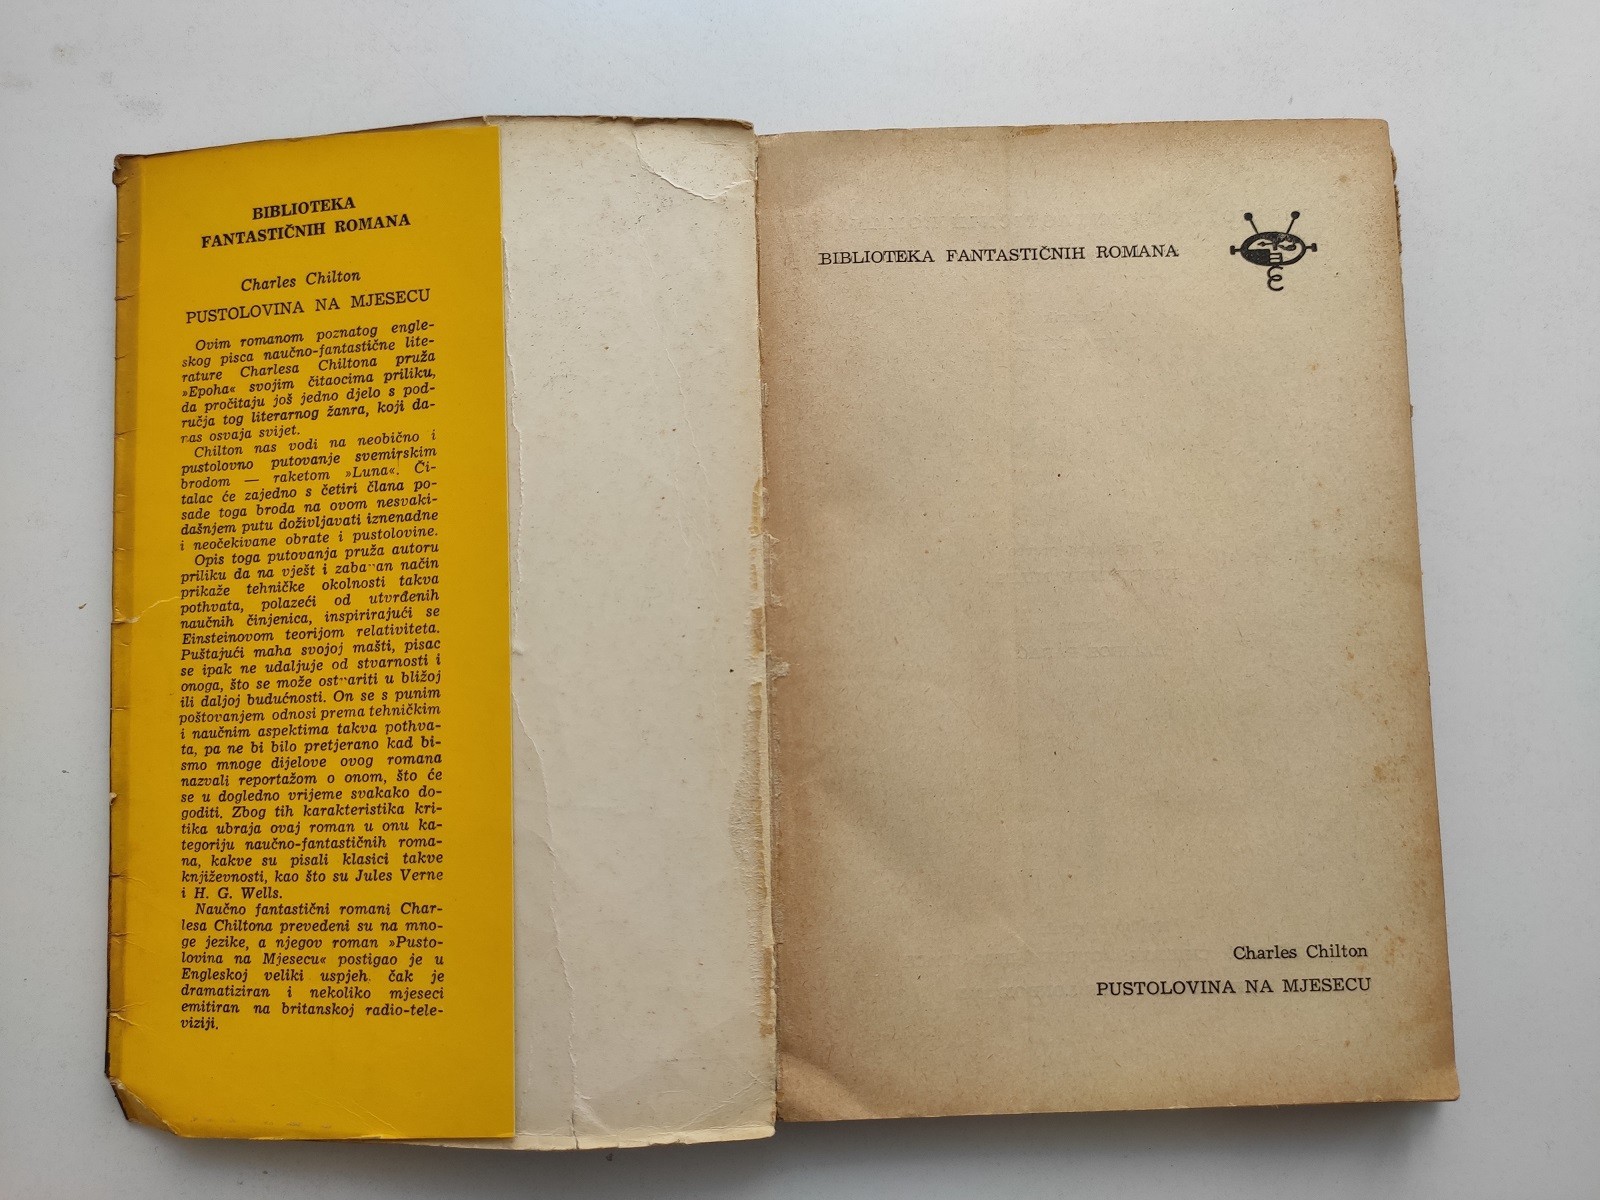 BIBLIOTEKA
FANTASTIČNIH ROMANA
Charles Chilton
PUSTOLOVINA NA MJESECU
Ovim romanom poznatog engle-
skog pisca naučno-fantastične lite-
rature Charlesa Chiltona pruža
»Epoha« svojim čitaocima priliku,
da pročitaju još jedno djelo s pod-
ručja tog literarnog žanra, koji da-
nas osvaja svijet.
Chilton nas vodi na neobično i
pustolovno putovanje svemirskim
brodom — raketom »Luna«. Či-
talac će zajedno s četiri člana po-
sade toga broda na ovom nesvaki-
dašnjem putu doživljavati iznenadne
i neočekivane obrate i pustolovine.
Opis toga putovanja pruža autoru
priliku da na vješt i zabavan način
prikaže tehničke okolnosti takva
pothvata, polazeći od utvrđenih
naučnih činjenica, inspirirajući se
Einsteinovom teorijom relativiteta.
Puštajući maha svojoj mašti, pisac
se ipak ne udaljuje od stvarnosti i
onoga, što se može ostvariti u bližoj
ili daljoj budućnosti. On se s punim
poštovanjem odnosi prema tehničkim
i naučnim aspektima takva pothva-
ta, pa ne bi bilo pretjerano kad bi-
smo mnoge dijelove ovog romana
nazvali reportažom o onom, što će
se u dogledno vrijeme svakako do-
goditi. Zbog tih karakteristika kri-
tika ubraja ovaj roman u onu ka-
tegoriju naučno-fantastičnih roma-
na, kakve su pisali klasici takve
književnosti, kao što su Jules Verne
i H. G. Wells.
Naučno fantastični romani Char-
lesa Chiltona prevedeni su na mno-
ge jezike, a njegov roman »Pusto-
lovina na Mjesecu« postigao je u
Engleskoj veliki uspjeh, čak je
dramatiziran i nekoliko mjeseci
emitiran na britanskoj radio-tele-
viziji.
BIBLIOTEKA FANTASTIČNIH ROMANA
Charles Chilton
PUSTOLOVINA NA MJESECU